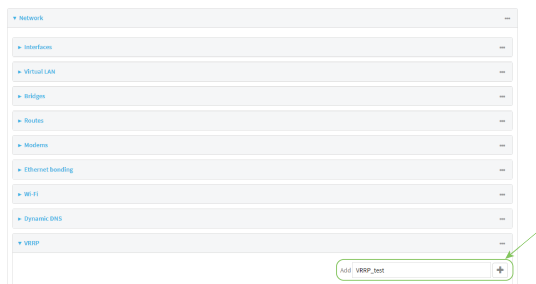 Network
Interfaces
Virtual LAN
Bridges
Routes
Modems
Ethernet bonding
Wi-Fi
Dynamic DNS
VRRP
Add VRRP_test